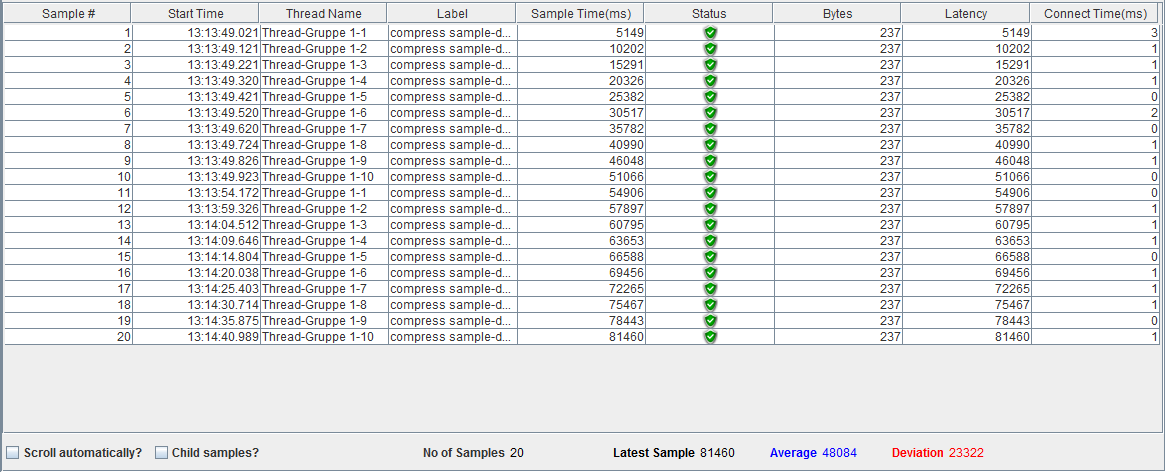 Sample # Start Time Thread Name Label Sample Time(ms) Status Bytes Latency Connect Time(ms)
1 13:13:49.021 Thread-Gruppe 1-1 compress sample-d... 5149 237 5149 3
2 13:13:49.121 Thread-Gruppe 1-2 compress sample-d... 10202 237 10202 1
3 13:13:49.221 Thread-Gruppe 1-3 compress sample-d... 15291 237 15291 1
4 13:13:49.320 Thread-Gruppe 1-4 compress sample-d... 20326 237 20326 1
5 13:13:49.421 Thread-Gruppe 1-5 compress sample-d... 25382 237 25382 0
6 13:13:49.520 Thread-Gruppe 1-6 compress sample-d... 30517 237 30517 2
7 13:13:49.620 Thread-Gruppe 1-7 compress sample-d... 35782 237 35782 0
8 13:13:49.724 Thread-Gruppe 1-8 compress sample-d... 40990 237 40990 1
9 13:13:49.826 Thread-Gruppe 1-9 compress sample-d... 46048 237 46048 1
10 13:13:49.923 Thread-Gruppe 1-10 compress sample-d... 51066 237 51066 0
11 13:13:54.172 Thread-Gruppe 1-1 compress sample-d... 54906 237 54906 0
12 13:13:59.326 Thread-Gruppe 1-2 compress sample-d... 57897 237 57897 1
13 13:14:04.512 Thread-Gruppe 1-3 compress sample-d... 60795 237 60795 1
14 13:14:09.646 Thread-Gruppe 1-4 compress sample-d... 63653 237 63653 1
15 13:14:14.804 Thread-Gruppe 1-5 compress sample-d... 66588 237 66588 0
16 13:14:20.038 Thread-Gruppe 1-6 compress sample-d... 69456 237 69456 1
17 13:14:25.403 Thread-Gruppe 1-7 compress sample-d... 72265 237 72265 1
18 13:14:30.714 Thread-Gruppe 1-8 compress sample-d... 75467 237 75467 1
19 13:14:35.875 Thread-Gruppe 1-9 compress sample-d... 78443 237 78443 0
20 13:14:40.989 Thread-Gruppe 1-10 compress sample-d... 81460 237 81460 1
Scroll automatically? Child samples? No of Samples 20 Latest Sample 81460 Average 48084 Deviation 23322